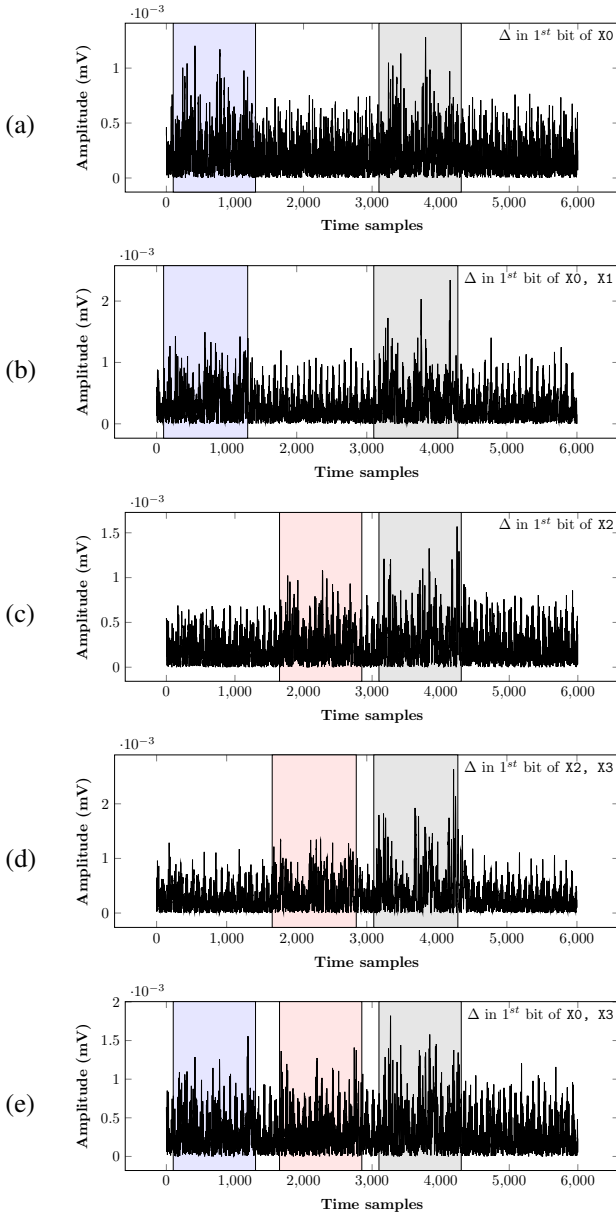 ·10⁻³
Δ in 1ˢᵗ bit of X0
1
0.5
0
(a)
Amplitude (mV)
0 1,000 2,000 3,000 4,000 5,000 6,000
Time samples
·10⁻³
Δ in 1ˢᵗ bit of X0, X1
2
1
0
(b)
Amplitude (mV)
0 1,000 2,000 3,000 4,000 5,000 6,000
Time samples
·10⁻³
Δ in 1ˢᵗ bit of X2
1.5
1
0.5
0
(c)
Amplitude (mV)
0 1,000 2,000 3,000 4,000 5,000 6,000
Time samples
·10⁻³
Δ in 1ˢᵗ bit of X2, X3
2
1
0
(d)
Amplitude (mV)
0 1,000 2,000 3,000 4,000 5,000 6,000
Time samples
·10⁻³
Δ in 1ˢᵗ bit of X0, X3
2
1.5
1
0.5
0
(e)
Amplitude (mV)
0 1,000 2,000 3,000 4,000 5,000 6,000
Time samples